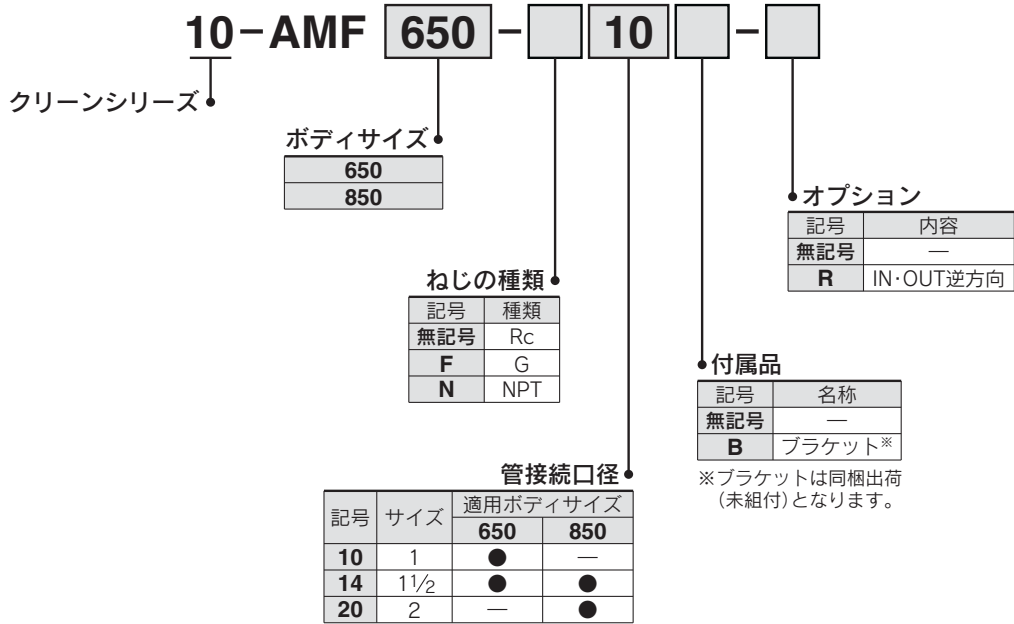 10-AMF 650 - 10 -
クリーンシリーズ
ボディサイズ
650
850
ねじの種類
記号 種類
無記号 Rc
F G
N NPT
管接続口径
記号 サイズ 適用ボディサイズ
650 850
10 1 ● —
14 1 1/2 ● ●
20 2 — ●
付属品
記号 名称
無記号 —
B ブラケット※
※ブラケットは同梱出荷
(未組付)となります。
オプション
記号 内容
無記号 —
R IN·OUT逆方向